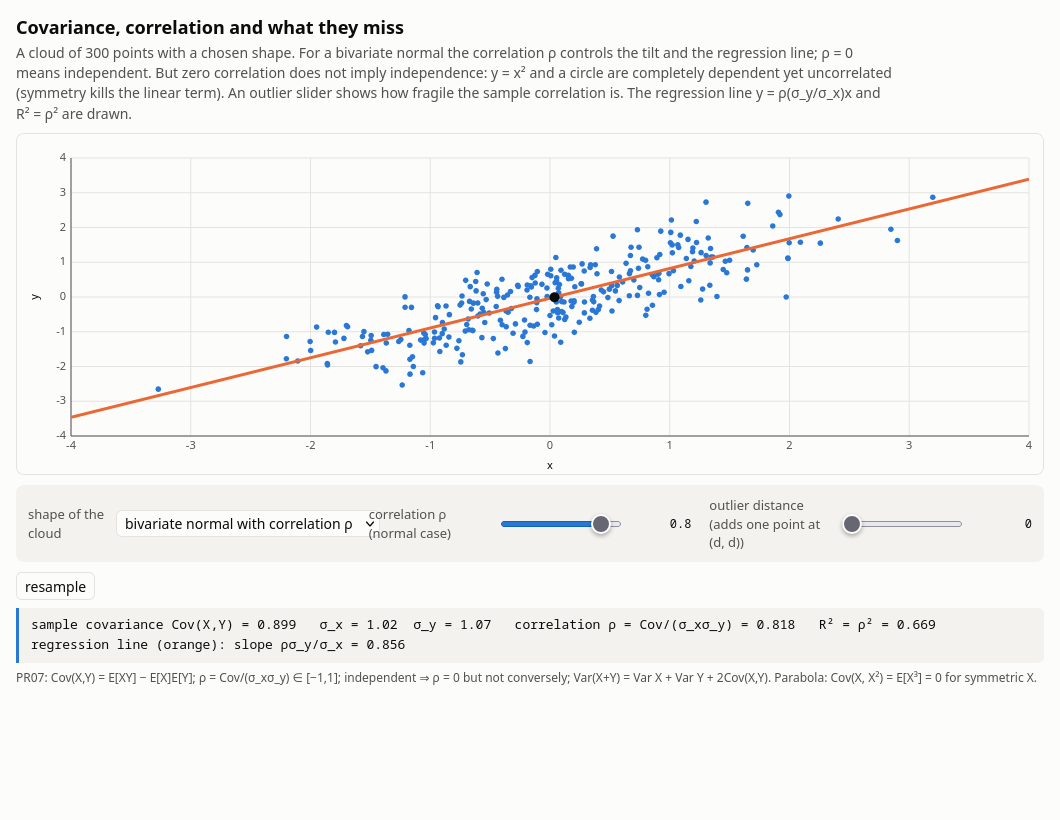 Covariance, correlation and what they miss
A cloud of 300 points with a chosen shape. For a bivariate normal the correlation ρ controls the tilt and the regression line; ρ = 0
means independent. But zero correlation does not imply independence: y = x² and a circle are completely dependent yet uncorrelated
(symmetry kills the linear term). An outlier slider shows how fragile the sample correlation is. The regression line y = ρ(σ_y/σ_x)x and
R² = ρ² are drawn.
4
3
2
1
0
-1
-2
-3
-4
y
-4 -3 -2 -1 0 1 2 3 4
x
shape of the
cloud
bivariate normal with correlation ρ
correlation ρ
(normal case)
0.8
outlier distance
(adds one point at
(d, d))
0
resample
sample covariance Cov(X,Y) = 0.899 σ_x = 1.02 σ_y = 1.07 correlation ρ = Cov/(σ_xσ_y) = 0.818 R² = ρ² = 0.669
regression line (orange): slope ρσ_y/σ_x = 0.856
PR07: Cov(X,Y) = E[XY] − E[X]E[Y]; ρ = Cov/(σ_xσ_y) ∈ [−1,1]; independent ⇒ ρ = 0 but not conversely; Var(X+Y) = Var X + Var Y + 2Cov(X,Y). Parabola: Cov(X, X²) = E[X³] = 0 for symmetric X.